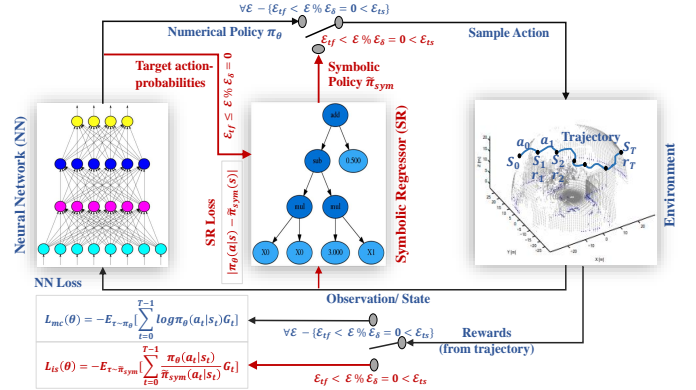 ∀ℰ − {ℰ_tf < ℰ % ℰ_δ = 0 < ℰ_ts}
Numerical Policy π_θ
ℰ_tf < ℰ % ℰ_δ = 0 < ℰ_ts
Sample Action
Target action-
probabilities
ℰ_tf ≤ ℰ % ℰ_δ = 0
Symbolic
Policy π̃_sym
Neural Network (NN)
SR Loss
|π_θ(a|s) − π̃_sym(s)|
add
sub
0.500
mul
mul
X0
X0
3.000
X1
Symbolic Regressor (SR)
Trajectory
a_0
a_1
S_0
S_1
S_2
S_T
r_1
r_2
r_T
Z [m]
Y [m]
X [m]
Environment
NN Loss
Observation/ State
L_mc(θ) = −E_τ~π_θ[∑_{t=0}^{T−1} logπ_θ(a_t|s_t)G_t]
∀ℰ − {ℰ_tf < ℰ % ℰ_δ = 0 < ℰ_ts}
Rewards
(from trajectory)
L_is(θ) = −E_τ~π̃_sym[∑_{t=0}^{T−1} π_θ(a_t|s_t)/π̃_sym(a_t|s_t) G_t]
ℰ_tf < ℰ % ℰ_δ = 0 < ℰ_ts